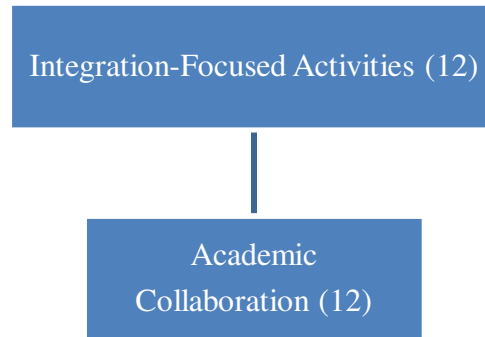 Integration-Focused Activities (12)
Academic
Collaboration (12)